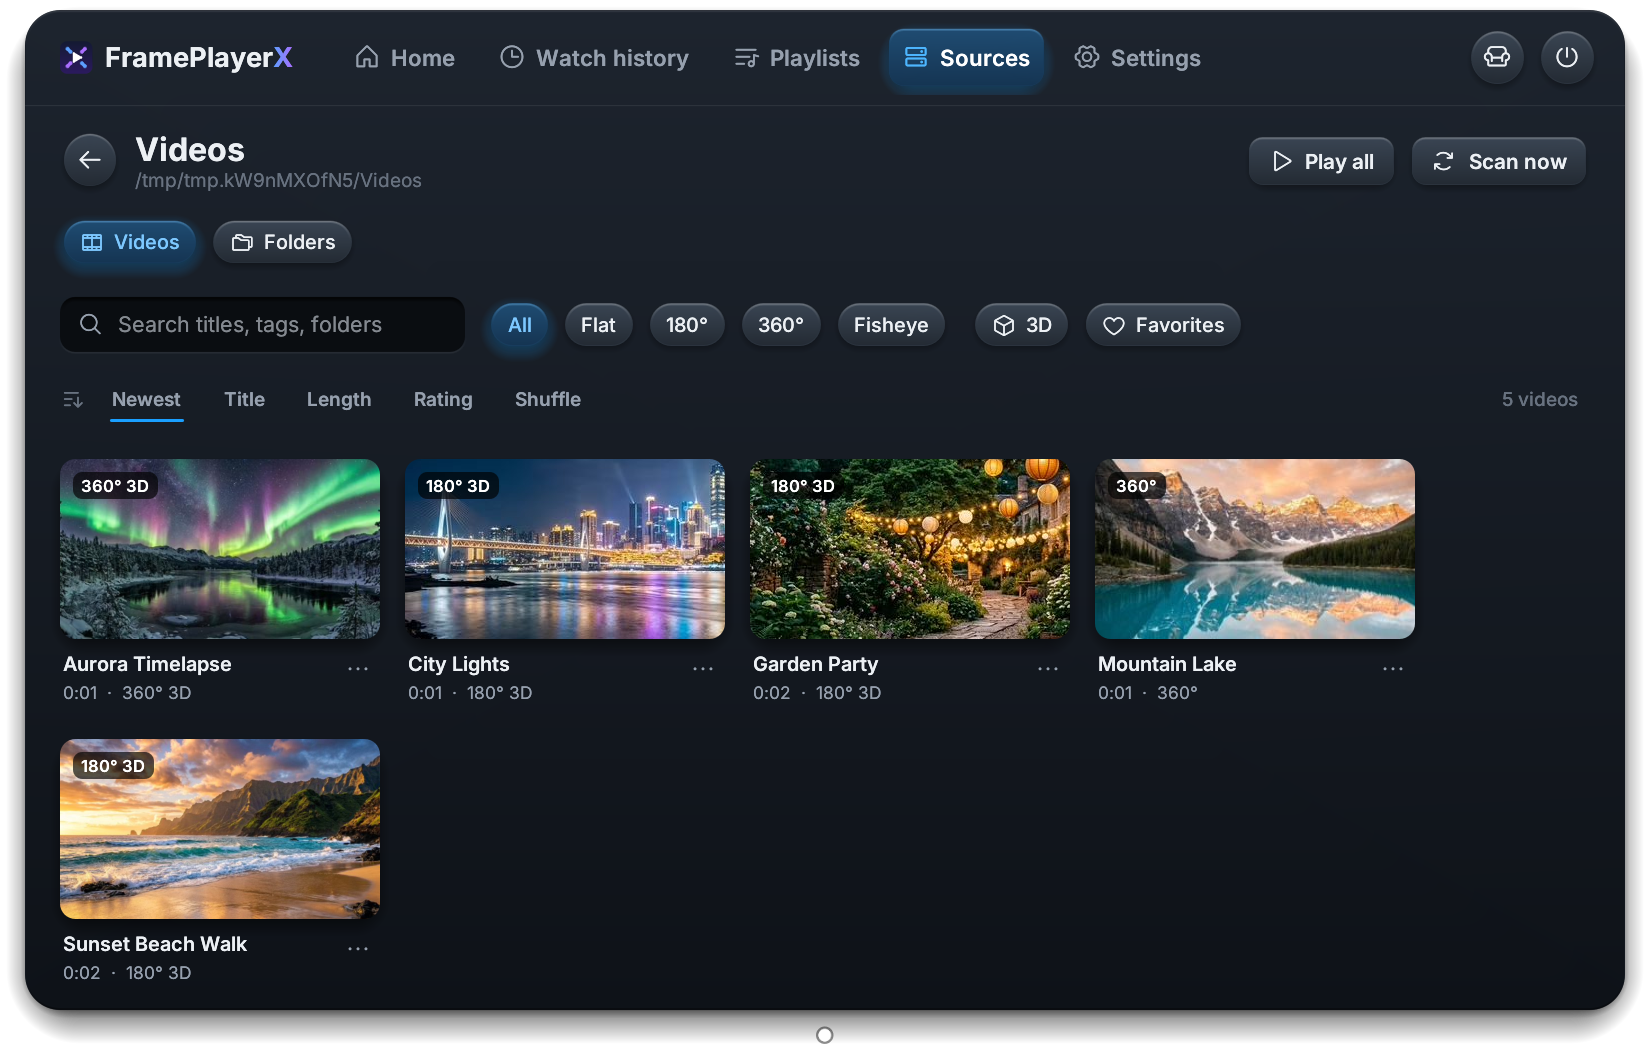 FramePlayerX
Home
Watch history
Playlists
Sources
Settings
Videos
/tmp/tmp.kW9nMXOfN5/Videos
Play all
Scan now
Videos
Folders
Search titles, tags, folders
All
Flat
180°
360°
Fisheye
3D
Favorites
Newest
Title
Length
Rating
Shuffle
5 videos
360° 3D
180° 3D
180° 3D
360°
Aurora Timelapse
0:01 · 360° 3D
City Lights
0:01 · 180° 3D
Garden Party
0:02 · 180° 3D
Mountain Lake
0:01 · 360°
180° 3D
Sunset Beach Walk
0:02 · 180° 3D